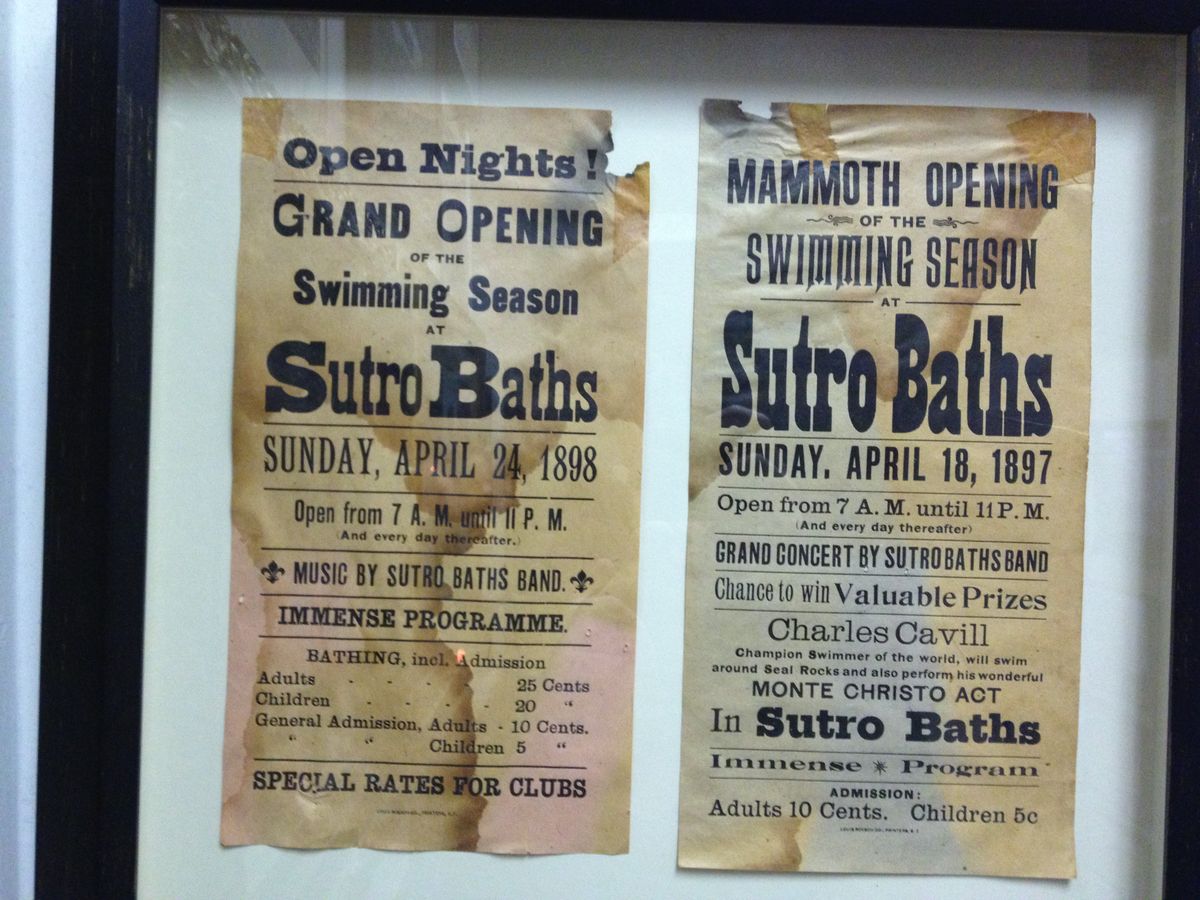 Open Nights!
GRAND OPENING
OF THE
Swimming Season
AT
Sutro Baths
SUNDAY, APRIL 24, 1898
Open from 7 A. M. until 11 P. M.
(And every day thereafter.)
MUSIC BY SUTRO BATHS BAND.
IMMENSE PROGRAMME.
BATHING, incl. Admission
Adults - - - - 25 Cents
Children - - - - 20 "
General Admission, Adults - 10 Cents.
" " Children 5 "
SPECIAL RATES FOR CLUBS
MAMMOTH OPENING
OF THE
SWIMMING SEASON
AT
Sutro Baths
SUNDAY, APRIL 18, 1897
Open from 7 A. M. until 11 P. M.
(And every day thereafter)
GRAND CONCERT BY SUTRO BATHS BAND
Chance to win Valuable Prizes
Charles Cavill
Champion Swimmer of the world, will swim
around Seal Rocks and also perform his wonderful
MONTE CHRISTO ACT
In Sutro Baths
Immense * Program
ADMISSION:
Adults 10 Cents. Children 5c